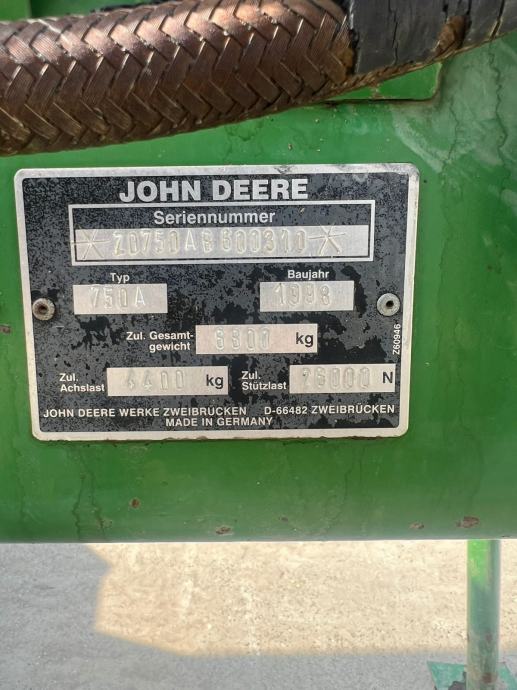 JOHN DEERE
Seriennummer
* Z0750AB600310 *
Typ
Baujahr
750A
1998
Zul. Gesamt-
gewicht
6800 kg
Zul.
Achslast
4400 kg
Zul.
Stützlast
26000 N
JOHN DEERE WERKE ZWEIBRÜCKEN D-66482 ZWEIBRÜCKEN
MADE IN GERMANY
Z60946